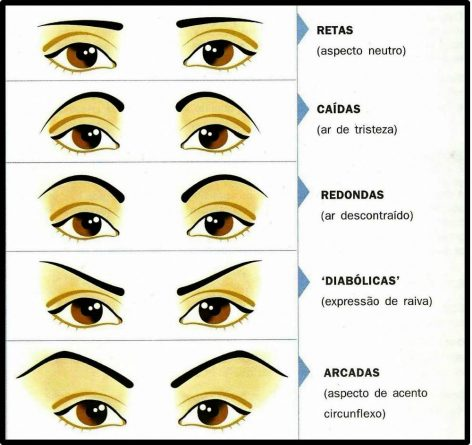 RETAS
(aspecto neutro)
CAÍDAS
(ar de tristeza)
REDONDAS
(ar descontraído)
‘DIABÓLICAS’
(expressão de raiva)
ARCADAS
(aspecto de acento
circunflexo)